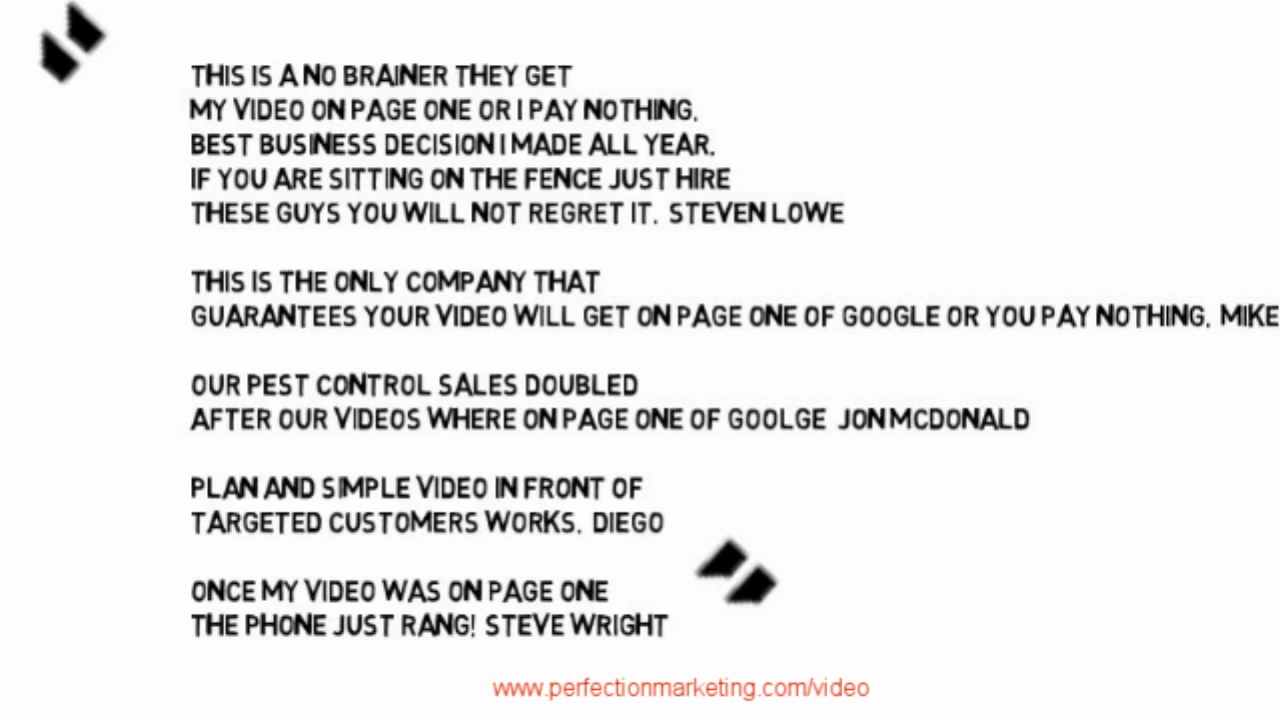 THIS IS A NO BRAINER THEY GET
MY VIDEO ON PAGE ONE OR I PAY NOTHING.
BEST BUSINESS DECISION I MADE ALL YEAR.
IF YOU ARE SITTING ON THE FENCE JUST HIRE
THESE GUYS YOU WILL NOT REGRET IT. STEVEN LOWE
THIS IS THE ONLY COMPANY THAT
GUARANTEES YOUR VIDEO WILL GET ON PAGE ONE OF GOOGLE OR YOU PAY NOTHING. MIKE
OUR PEST CONTROL SALES DOUBLED
AFTER OUR VIDEOS WHERE ON PAGE ONE OF GOOLGE JON MCDONALD
PLAN AND SIMPLE VIDEO IN FRONT OF
TARGETED CUSTOMERS WORKS. DIEGO
ONCE MY VIDEO WAS ON PAGE ONE
THE PHONE JUST RANG! STEVE WRIGHT
www.perfectionmarketing.com/video